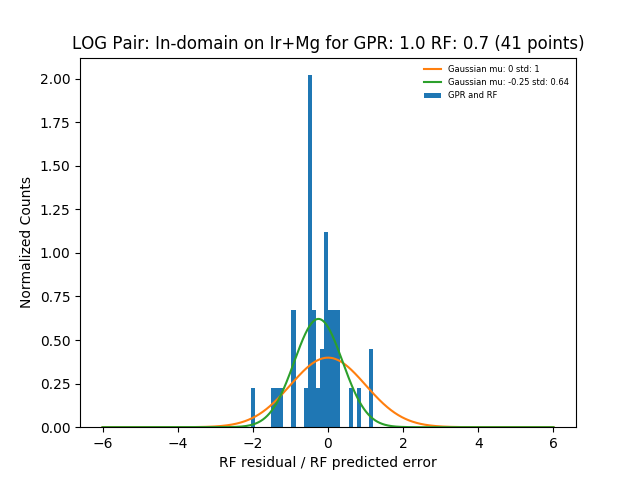 LOG Pair: In-domain on Ir+Mg for GPR: 1.0 RF: 0.7 (41 points)
Gaussian mu: 0 std: 1
Gaussian mu: -0.25 std: 0.64
GPR and RF
2.00
1.75
1.50
1.25
1.00
0.75
0.50
0.25
0.00
Normalized Counts
−6 −4 −2 0 2 4 6
RF residual / RF predicted error